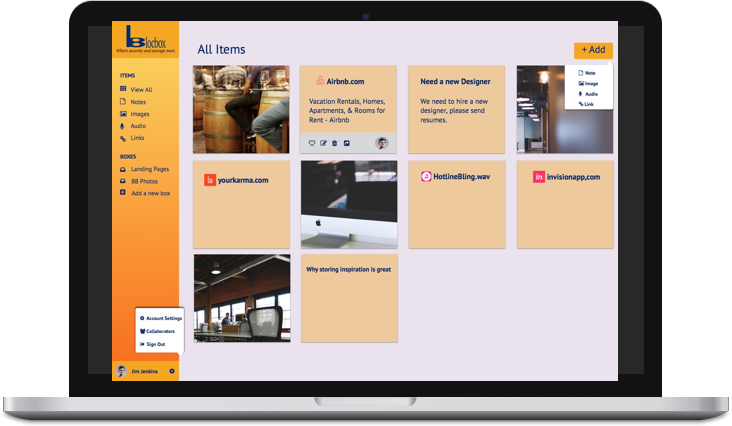 Blocbox
Where security and storage meet
ITEMS
View All
Notes
Images
Audio
Links
BOXES
Landing Pages
BB Photos
Add a new box
Account Settings
Collaborators
Sign Out
Jim Jenkins
All Items
+ Add
Note
Image
Audio
Link
Airbnb.com
Vacation Rentals, Homes,
Apartments, & Rooms for
Rent - Airbnb
Need a new Designer
We need to hire a new
designer, please send
resumes.
yourkarma.com
HotlineBling.wav
in
invisionapp,com
Why storing inspiration is great